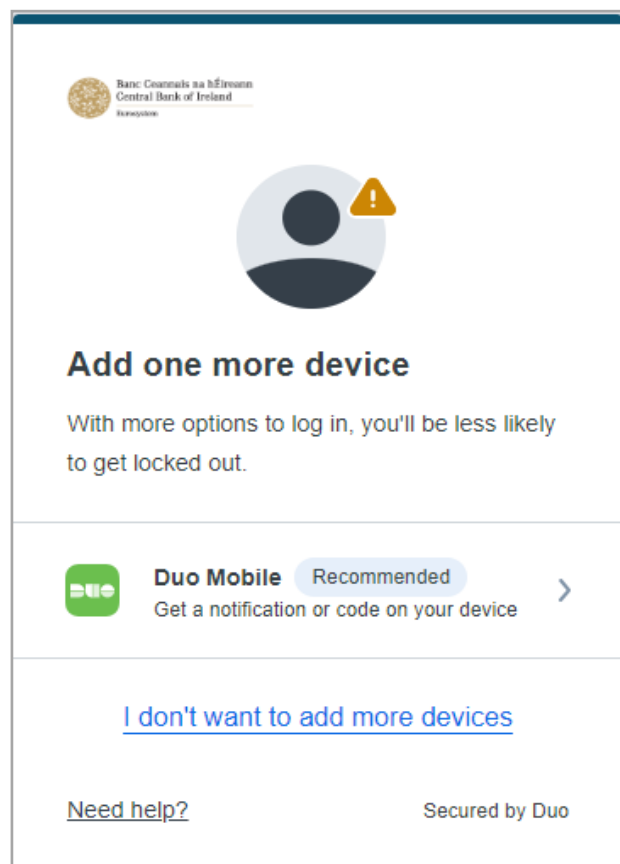 Banc Ceannais na hÉireann
Central Bank of Ireland
Eurosystem
Add one more device
With more options to log in, you'll be less likely
to get locked out.
DUO
Duo Mobile Recommended
Get a notification or code on your device
I don't want to add more devices
Need help? Secured by Duo